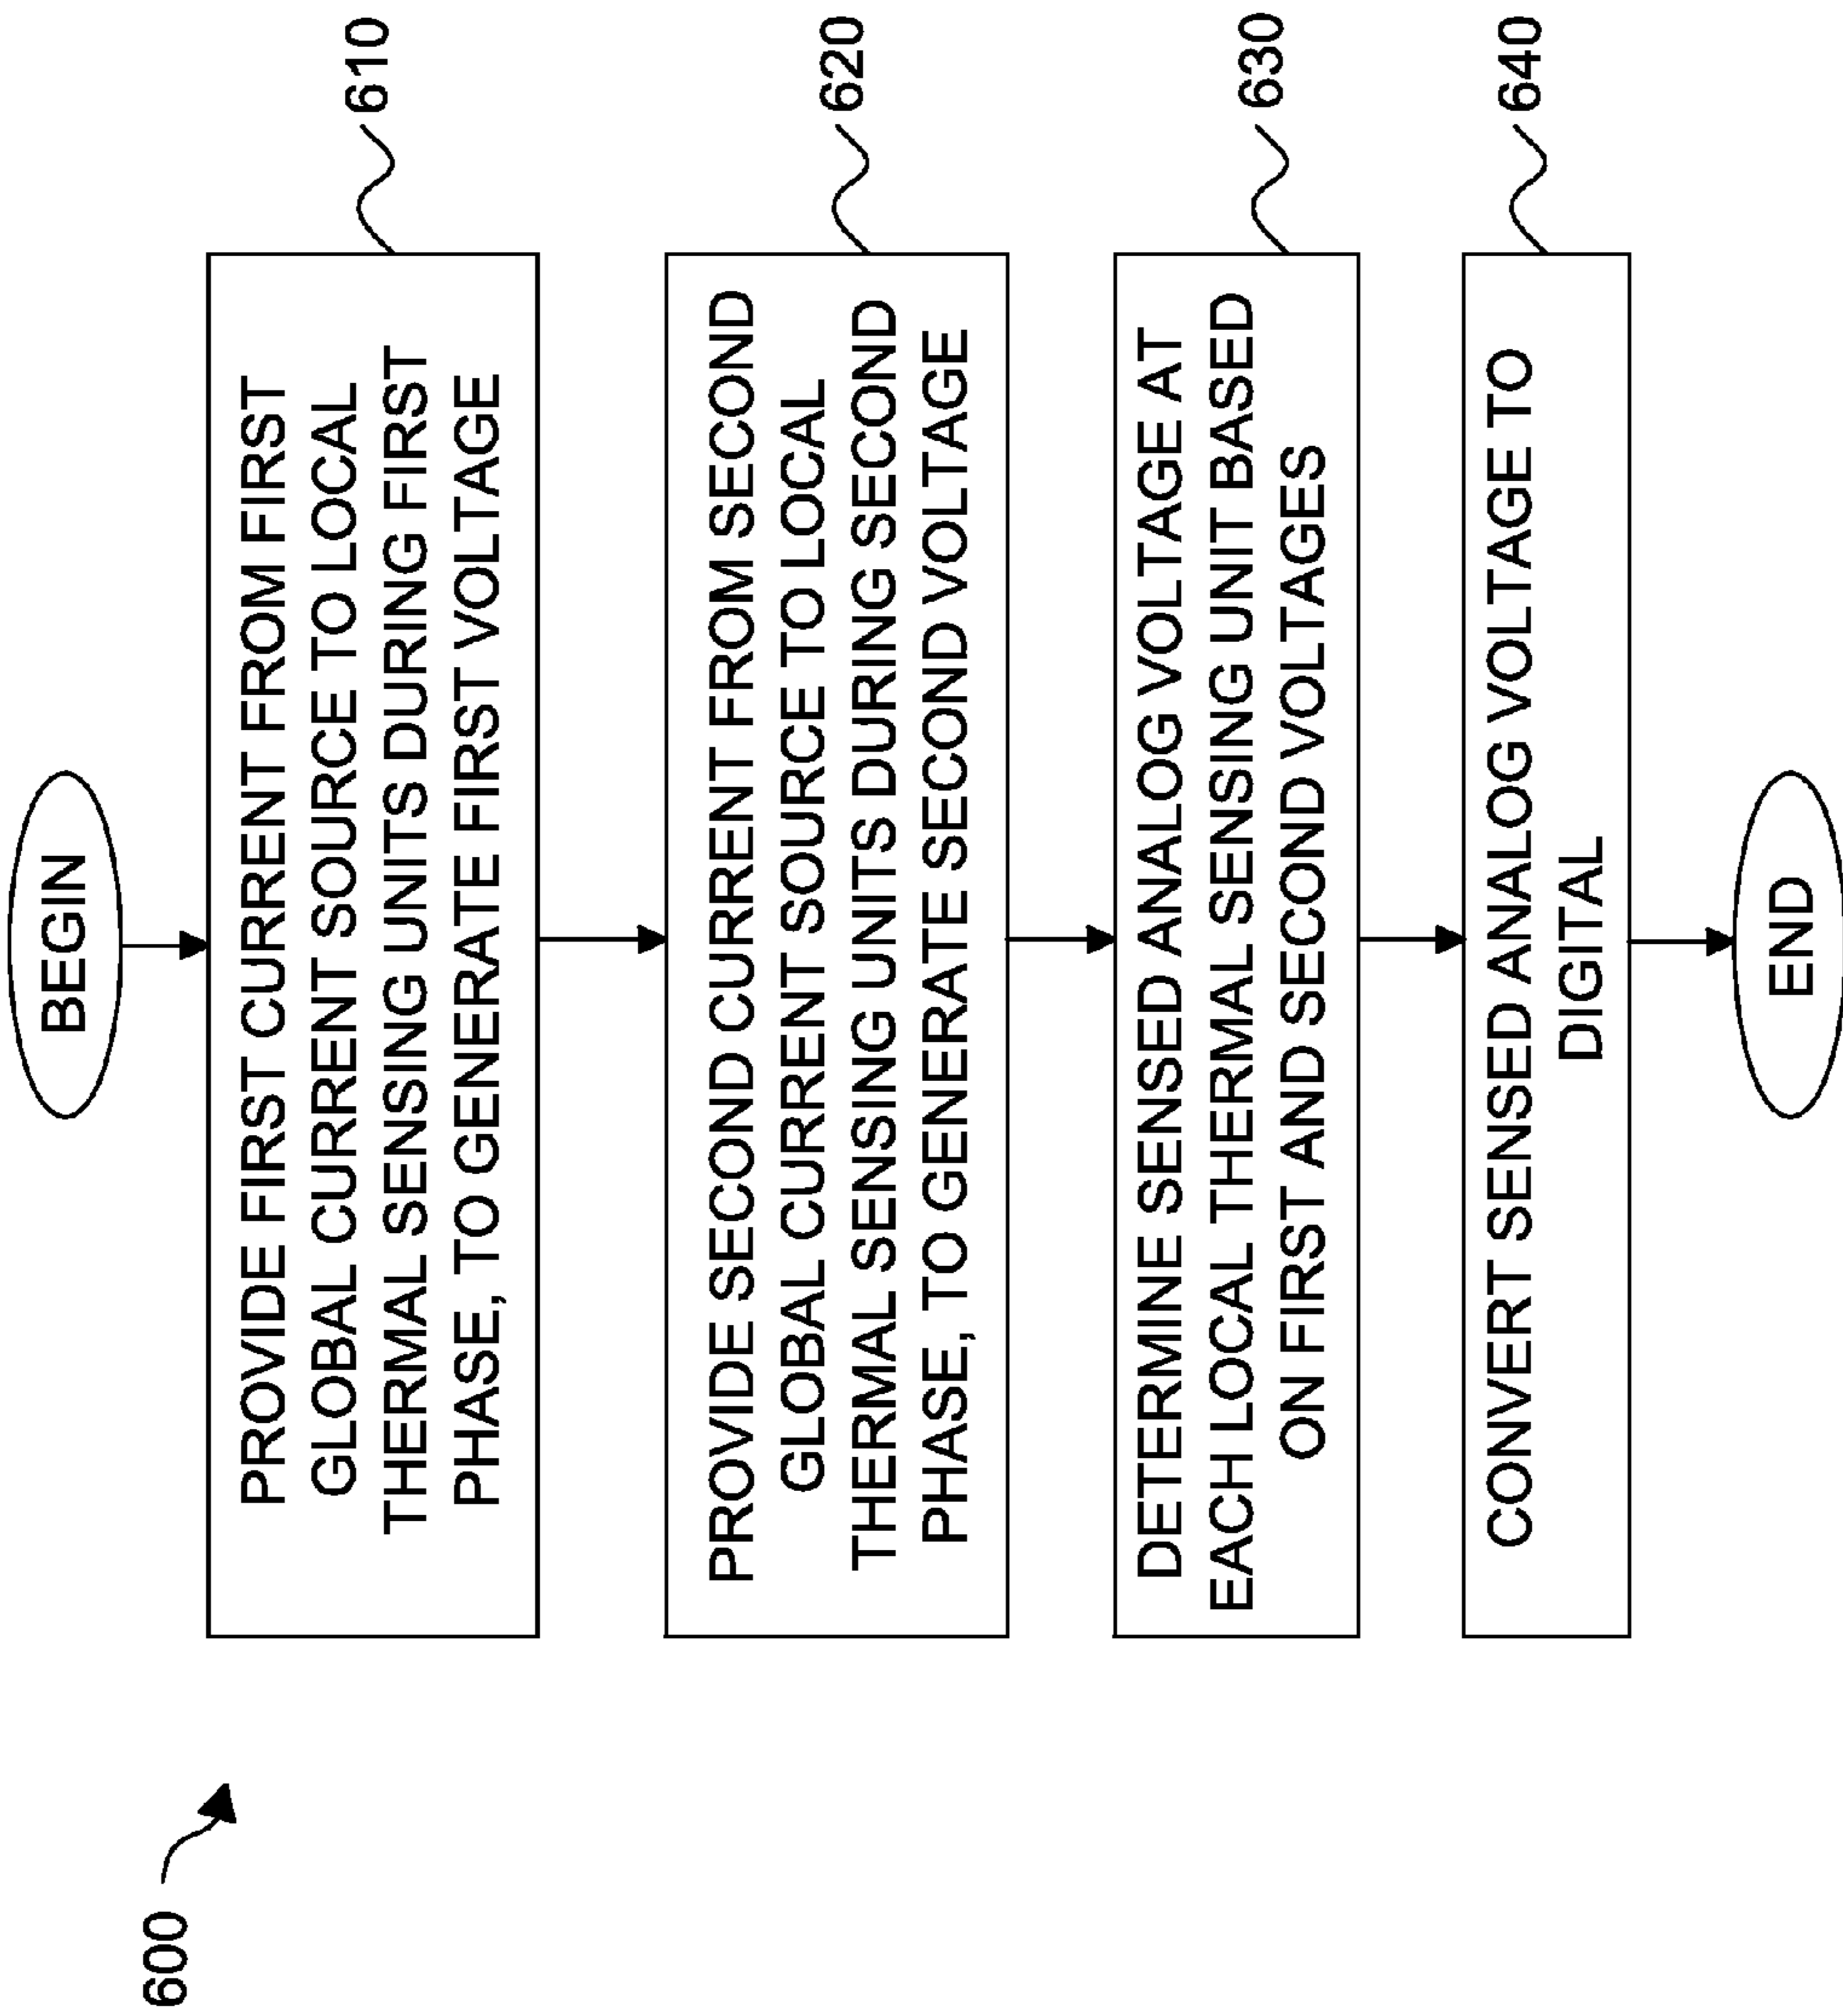 600
BEGIN
PROVIDE FIRST CURRENT FROM FIRST
GLOBAL CURRENT SOURCE TO LOCAL
THERMAL SENSING UNITS DURING FIRST
PHASE, TO GENERATE FIRST VOLTAGE
610
PROVIDE SECOND CURRENT FROM SECOND
GLOBAL CURRENT SOURCE TO LOCAL
THERMAL SENSING UNITS DURING SECOND
PHASE, TO GENERATE SECOND VOLTAGE
620
DETERMINE SENSED ANALOG VOLTAGE AT
EACH LOCAL THERMAL SENSING UNIT BASED
ON FIRST AND SECOND VOLTAGES
630
CONVERT SENSED ANALOG VOLTAGE TO
DIGITAL
640
END